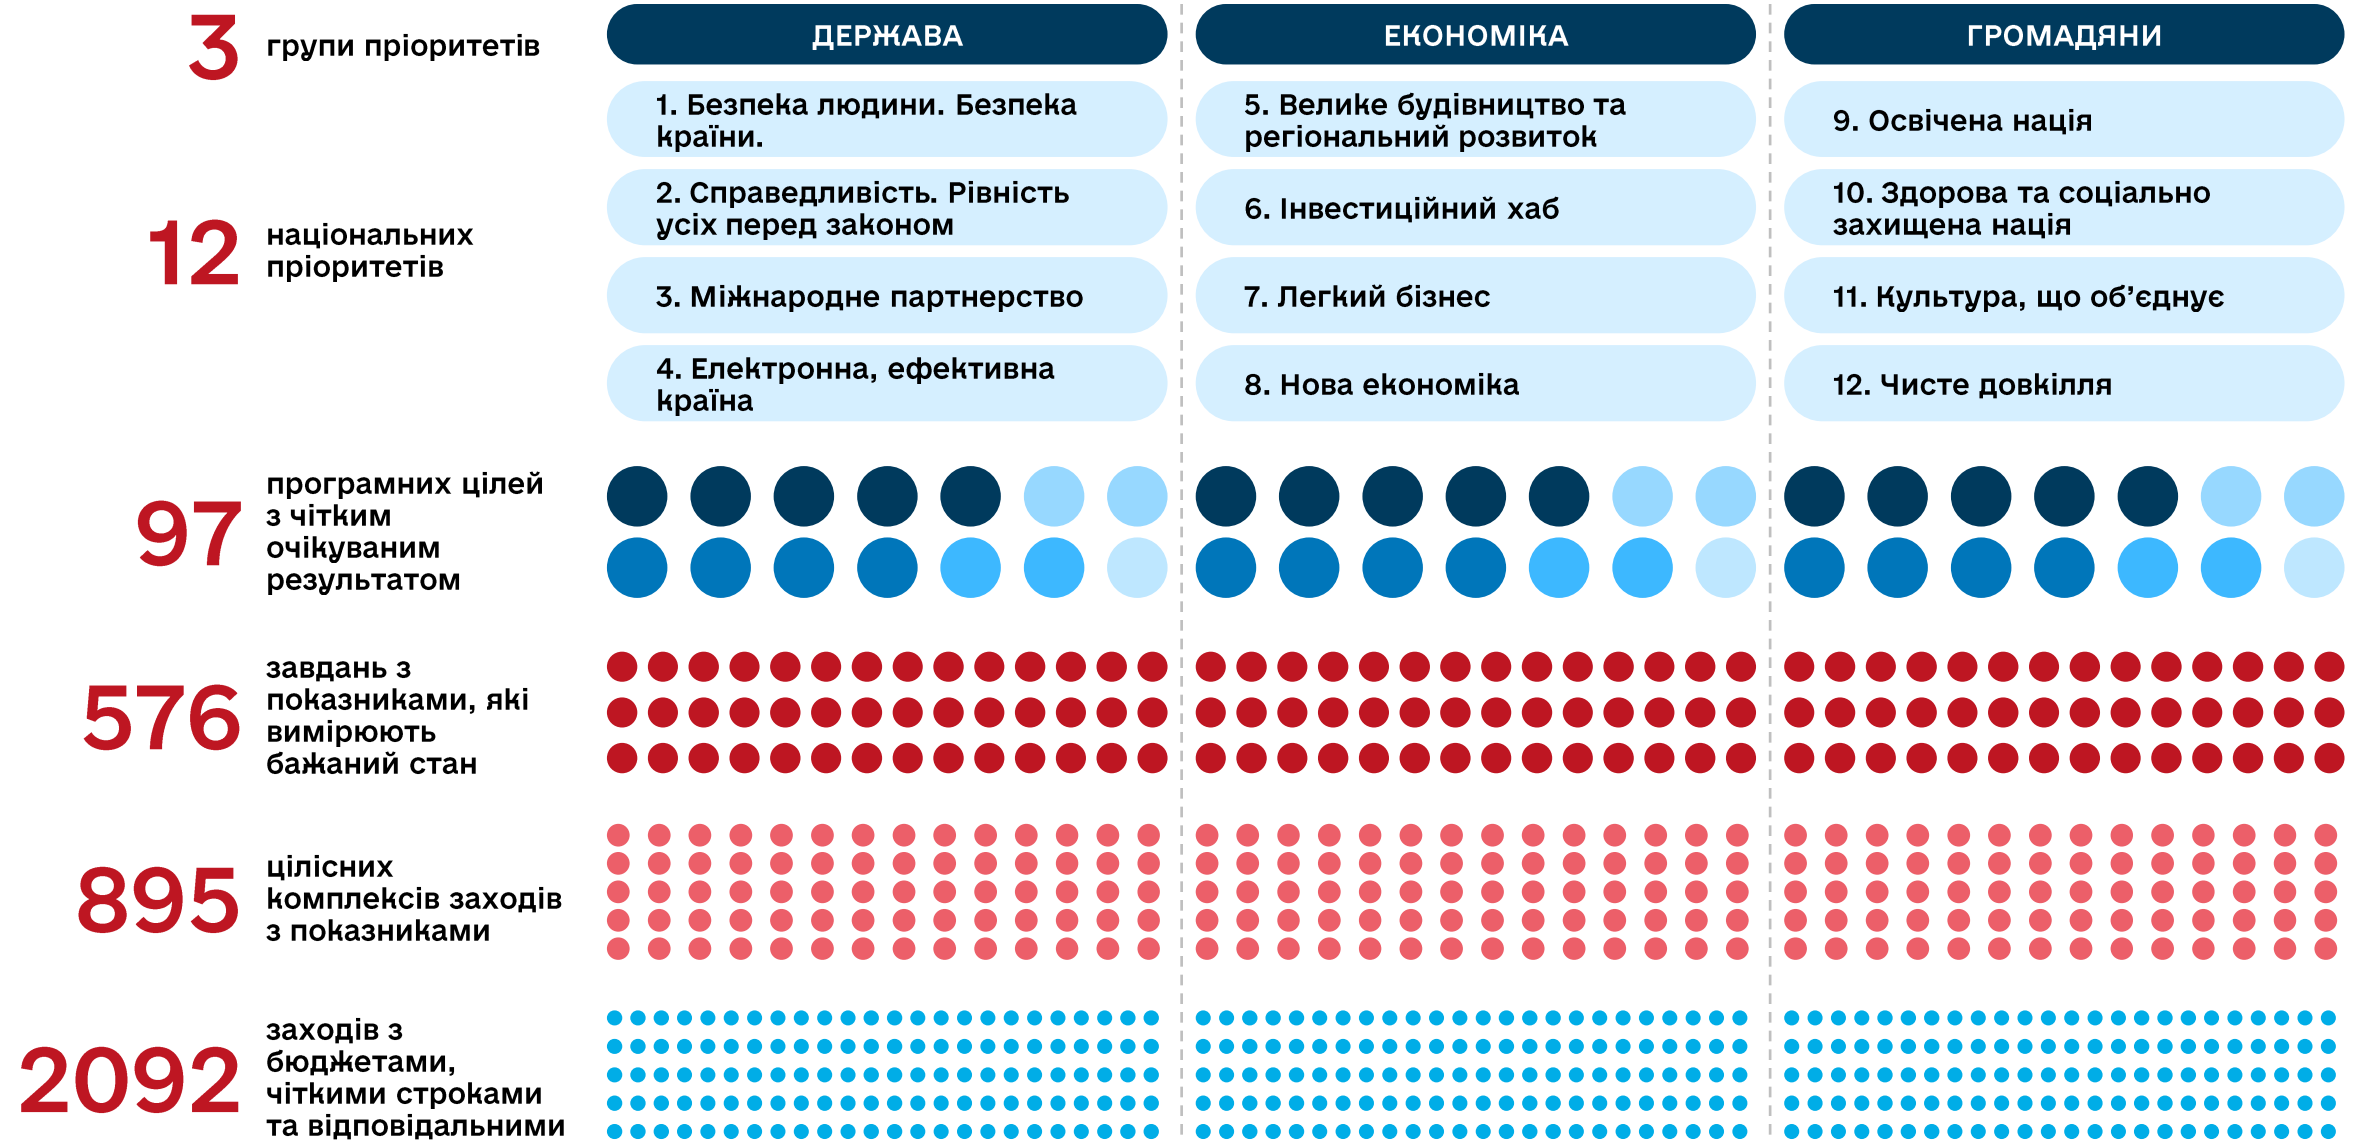 3
групи пріоритетів
ДЕРЖАВА
ЕКОНОМІКА
ГРОМАДЯНИ
12
національних
пріоритетів
1. Безпека людини. Безпека
країни.
2. Справедливість. Рівність
усіх перед законом
3. Міжнародне партнерство
4. Електронна, ефективна
країна
5. Велике будівництво та
регіональний розвиток
6. Інвестиційний хаб
7. Легкий бізнес
8. Нова економіка
9. Освічена нація
10. Здорова та соціально
захищена нація
11. Культура, що об’єднує
12. Чисте довкілля
97
програмних цілей
з чітким
очікуваним
результатом
576
завдань з
показниками, які
вимірюють
бажаний стан
895
цілісних
комплексів заходів
з показниками
2092
заходів з
бюджетами,
чіткими строками
та відповідальними